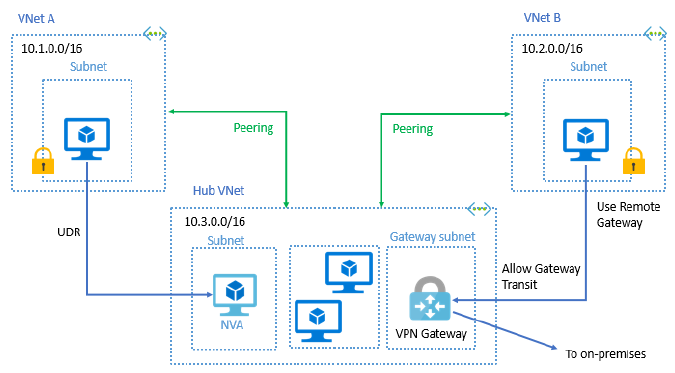 VNet A
VNet B
10.1.0.0/16
10.2.0.0/16
Subnet
Subnet
Peering
Peering
Hub VNet
10.3.0.0/16
Use Remote
Gateway
UDR
Subnet
Gateway subnet
Allow Gateway
Transit
NVA
VPN Gateway
To on-premises